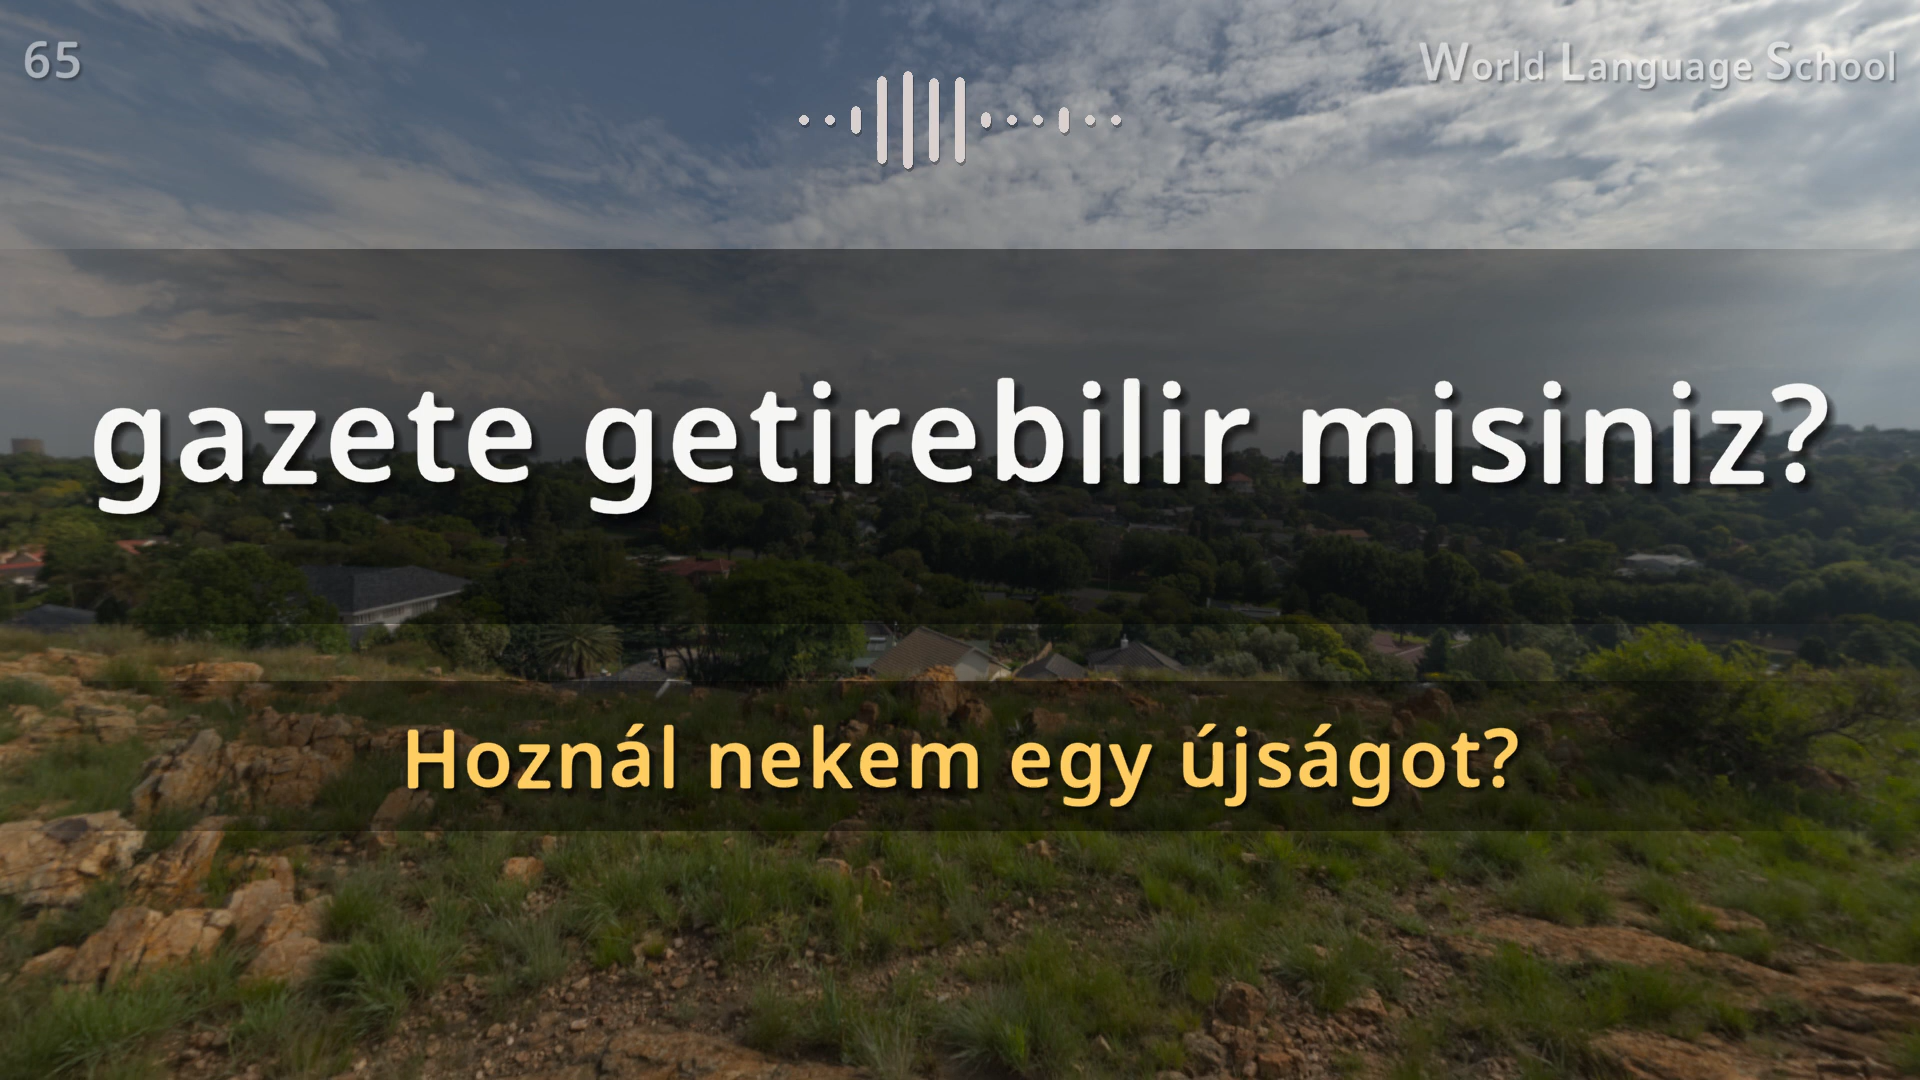 65
World Language School
gazete getirebilir misiniz?
Hoznál nekem egy újságot?